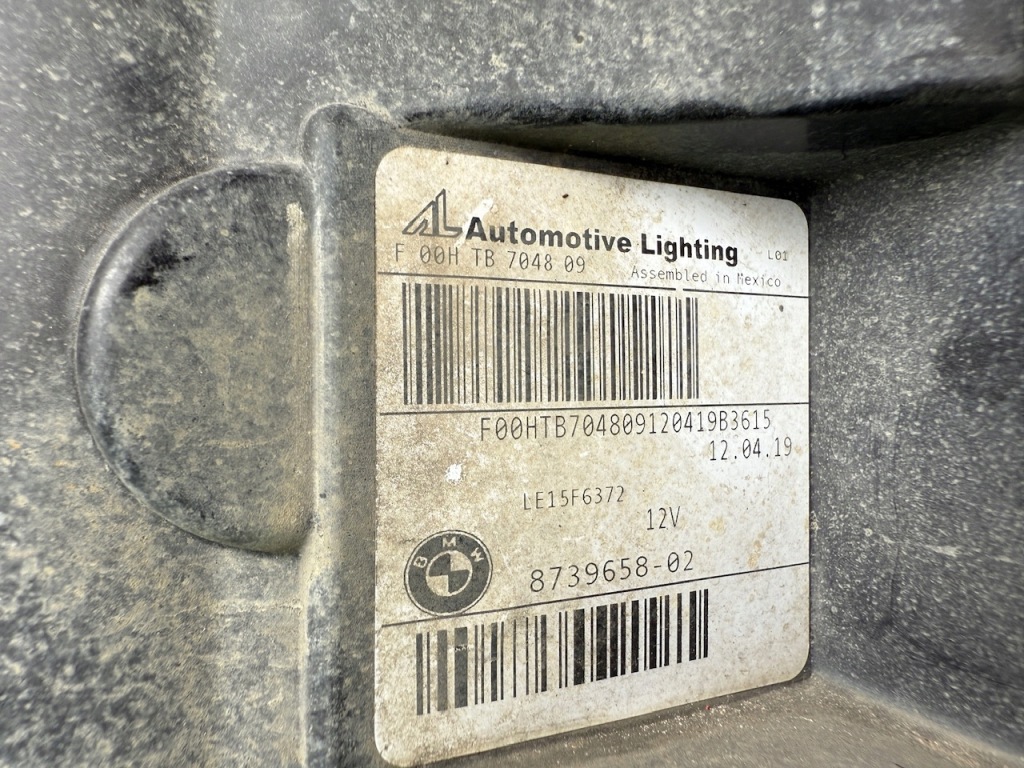 AL Automotive Lighting L01
F 00H TB 7048 09 Assembled in Mexico
F00HTB704809120419B3615
12.04.19
LE15F6372
12V
BMW 8739658-02